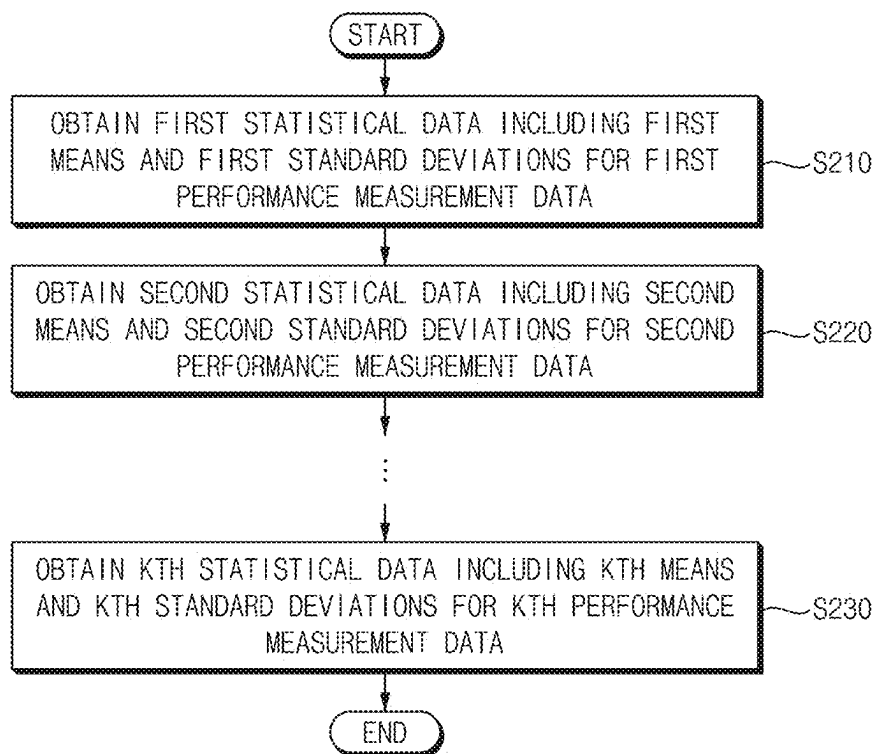 START
OBTAIN FIRST STATISTICAL DATA INCLUDING FIRST
MEANS AND FIRST STANDARD DEVIATIONS FOR FIRST
PERFORMANCE MEASUREMENT DATA
S210
OBTAIN SECOND STATISTICAL DATA INCLUDING SECOND
MEANS AND SECOND STANDARD DEVIATIONS FOR SECOND
PERFORMANCE MEASUREMENT DATA
S220
OBTAIN KTH STATISTICAL DATA INCLUDING KTH MEANS
AND KTH STANDARD DEVIATIONS FOR KTH PERFORMANCE
MEASUREMENT DATA
S230
END